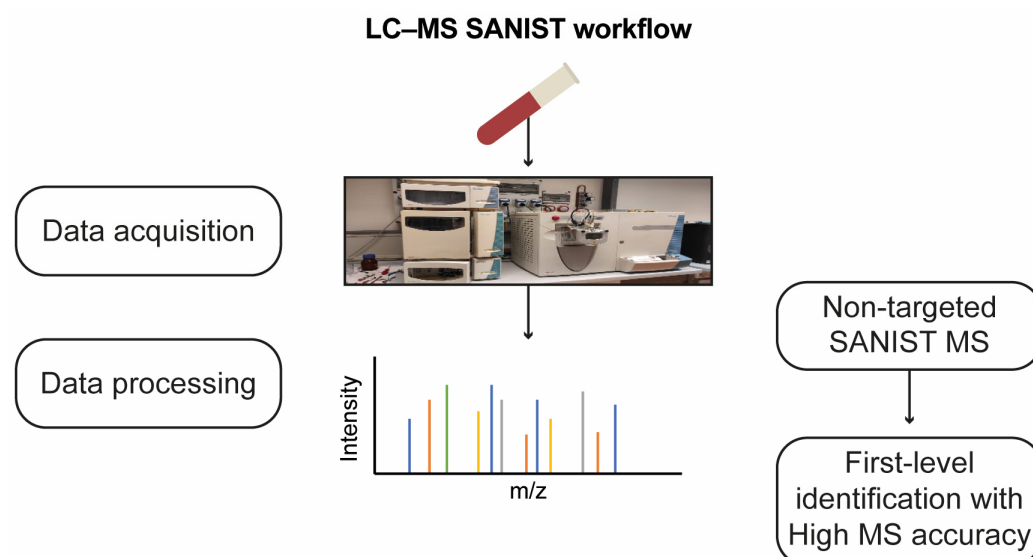 LC–MS SANIST workflow
Data acquisition
Data processing
Intensity
m/z
Non-targeted
SANIST MS
First-level
identification with
High MS accuracy